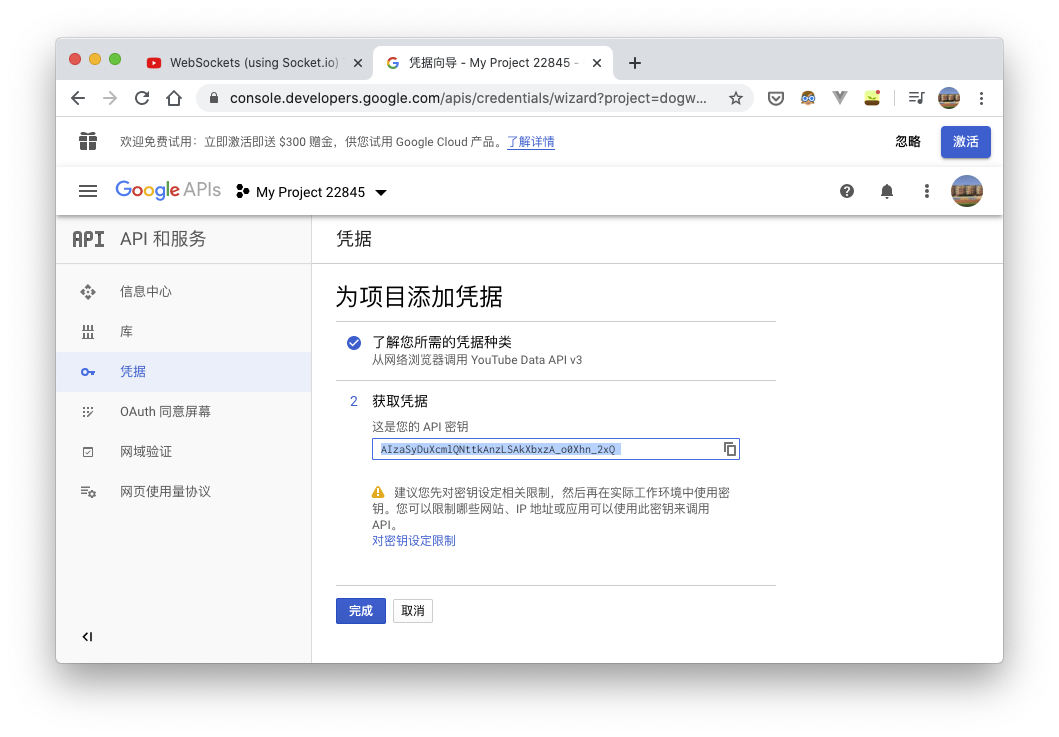 WebSockets (using Socket.io)
凭据向导 - My Project 22845 -
console.developers.google.com/apis/credentials/wizard?project=dogw...
欢迎免费试用：立即激活即送 $300 赠金，供您试用 Google Cloud 产品。了解详情
忽略
激活
Google APIs
My Project 22845
API API 和服务
凭据
信息中心
库
凭据
OAuth 同意屏幕
网域验证
网页使用量协议
为项目添加凭据
了解您所需的凭据种类
从网络浏览器调用 YouTube Data API v3
2 获取凭据
这是您的 API 密钥
AIzaSyDuXcmlQNttkAnzLSAkXbxzA_o0Xhn_2xQ
建议您先对密钥设定相关限制，然后再在实际工作环境中使用密
钥。您可以限制哪些网站、IP 地址或应用可以使用此密钥来调用
API。
对密钥设定限制
完成
取消